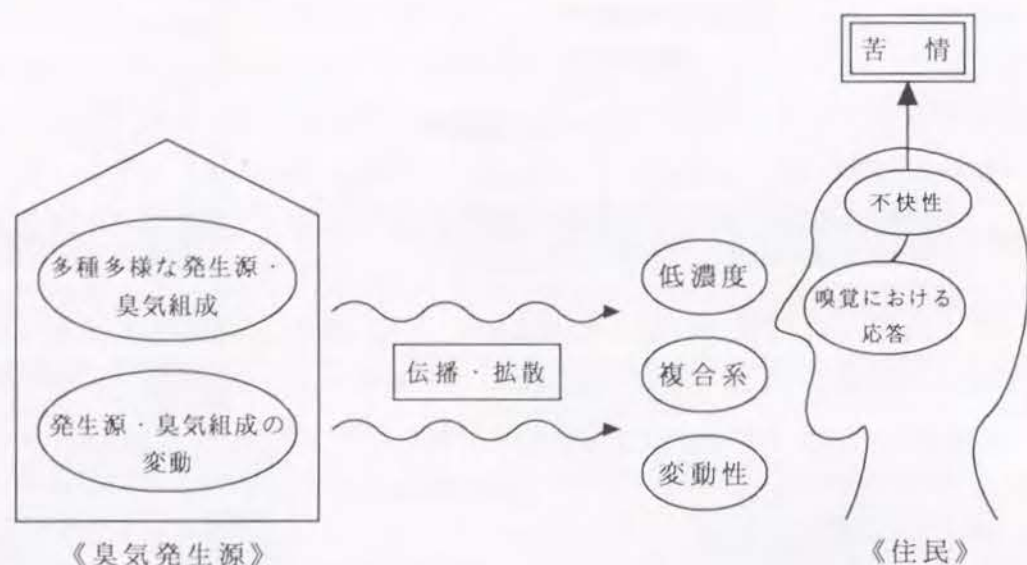 苦 情
不快性
多種多様な発生源・
臭気組成
低濃度
嗅覚における
応答
伝播・拡散
複合系
発生源・臭気組成の
変動
変動性
《臭気発生源》
《住民》